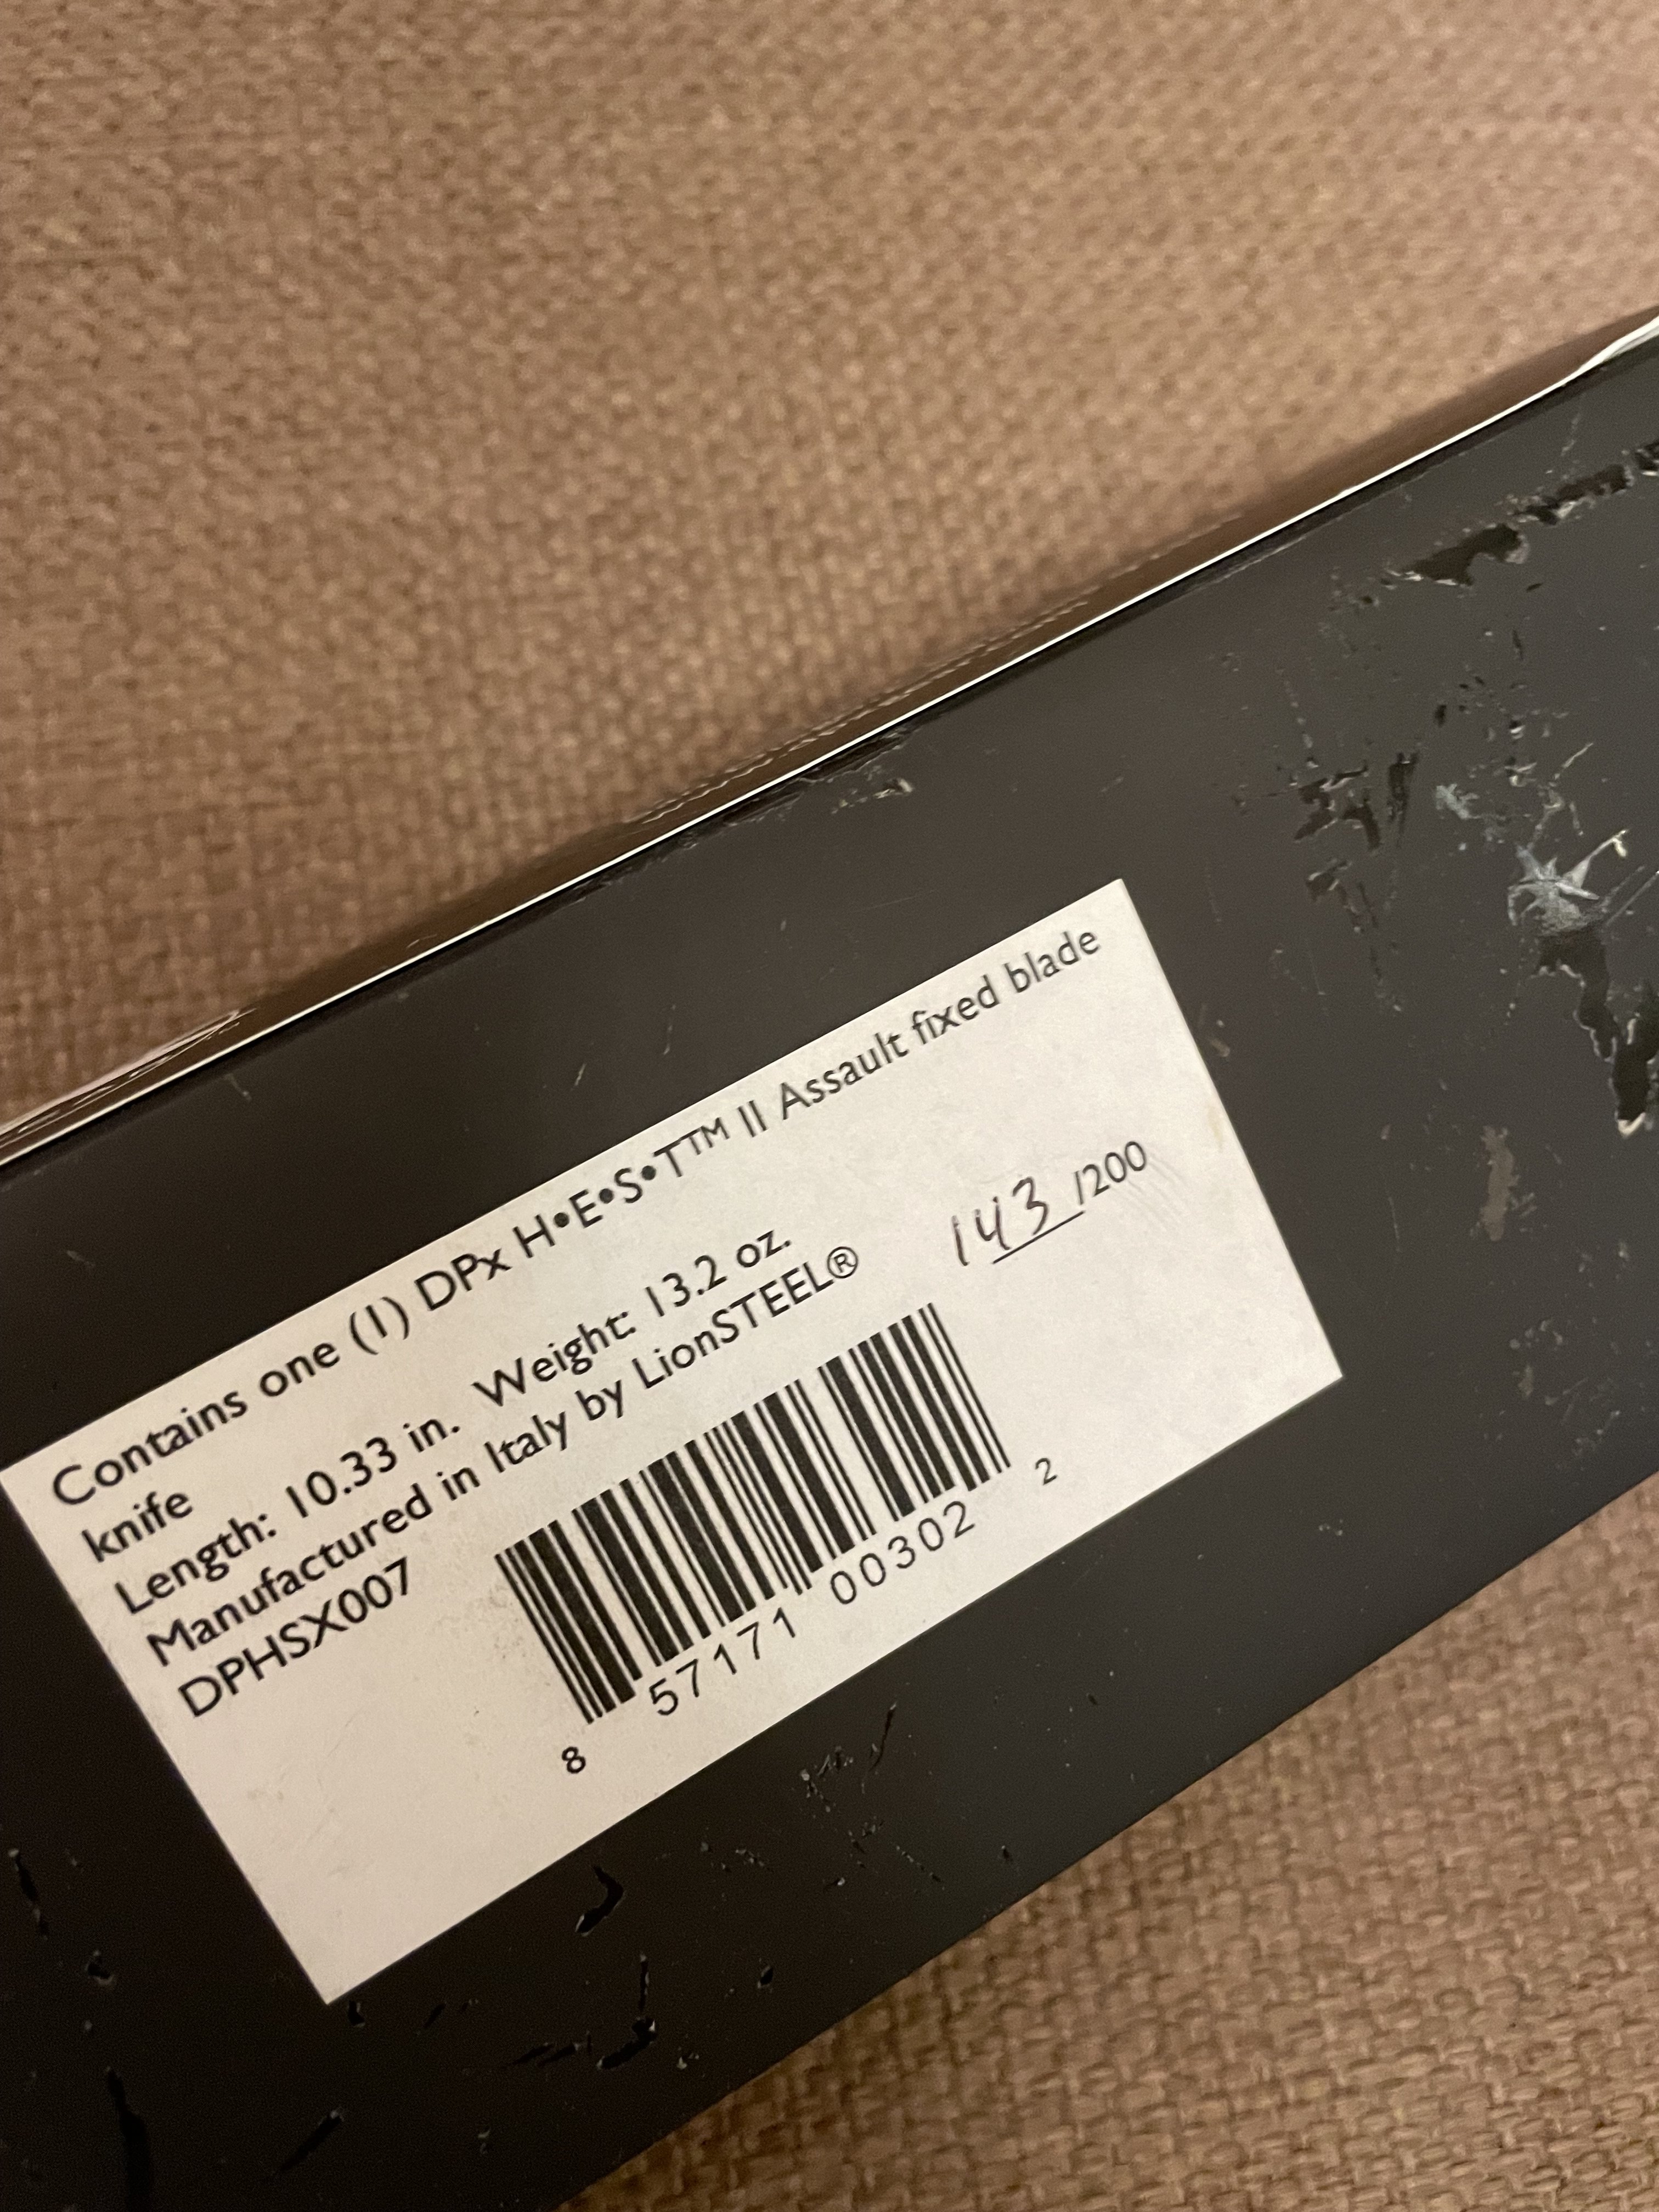 Contains one (1) DPx H•E•S•T™ II Assault fixed blade
knife
Length: 10.33 in. Weight: 13.2 oz.
Manufactured in Italy by LionSTEEL®
DPHSX007
143/200
8 57171 00302 2